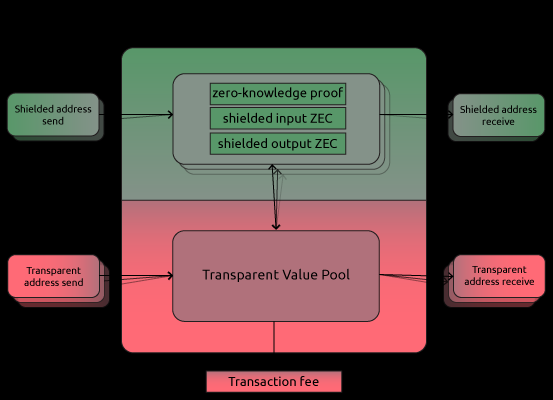 Shielded address
send
zero-knowledge proof
shielded input ZEC
shielded output ZEC
Shielded address
receive
Transparent
address send
Transparent Value Pool
Transparent
address receive
Transaction fee